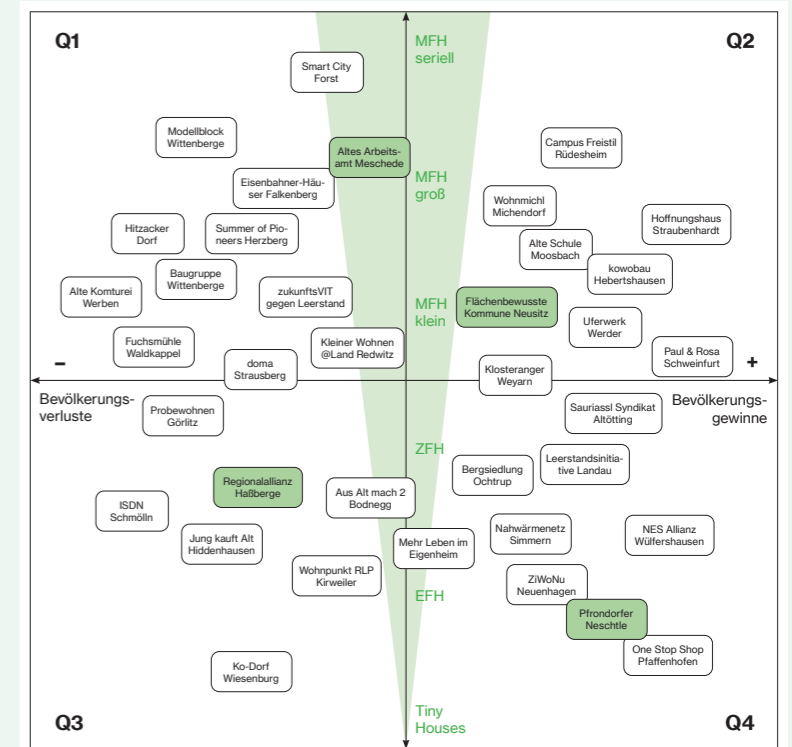 Q1
Q2
MFH
seriell
Smart City
Forst
Modellblock
Wittenberge
Altes Arbeits-
amt Meschede
Campus Freistil
Rüdesheim
Eisenbahner-Häu-
ser Falkenberg
MFH
groß
Wohnmichl
Michendorf
Hoffnungshaus
Straubenhardt
Hitzacker
Dorf
Summer of Pio-
neers Herzberg
Alte Schule
Moosbach
kowobau
Hebertshausen
Baugruppe
Wittenberge
Alte Komturei
Werben
zukunftsVIT
gegen Leerstand
MFH
klein
Flächenbewusste
Kommune Neusitz
Uferwerk
Werder
Fuchsmühle
Waldkappel
Kleiner Wohnen
@Land Redwitz
Paul & Rosa
Schweinfurt
doma
Strausberg
Klosteranger
Weyarn
–
+
Bevölkerungs-
verluste
Bevölkerungs-
gewinne
Probewohnen
Görlitz
Sauriassl Syndikat
Altötting
ZFH
Bergsiedlung
Ochtrup
Leerstandsinitia-
tive Landau
Regionalallianz
Haßberge
Aus Alt mach 2
Bodnegg
ISDN
Schmölln
Jung kauft Alt
Hiddenhausen
Mehr Leben im
Eigenheim
Nahwärmenetz
Simmern
NES Allianz
Wülfershausen
Wohnpunkt RLP
Kirweiler
EFH
ZiWoNu
Neuenhagen
Pfrondorfer
Neschtle
One Stop Shop
Pfaffenhofen
Ko-Dorf
Wiesenburg
Tiny
Houses
Q3
Q4